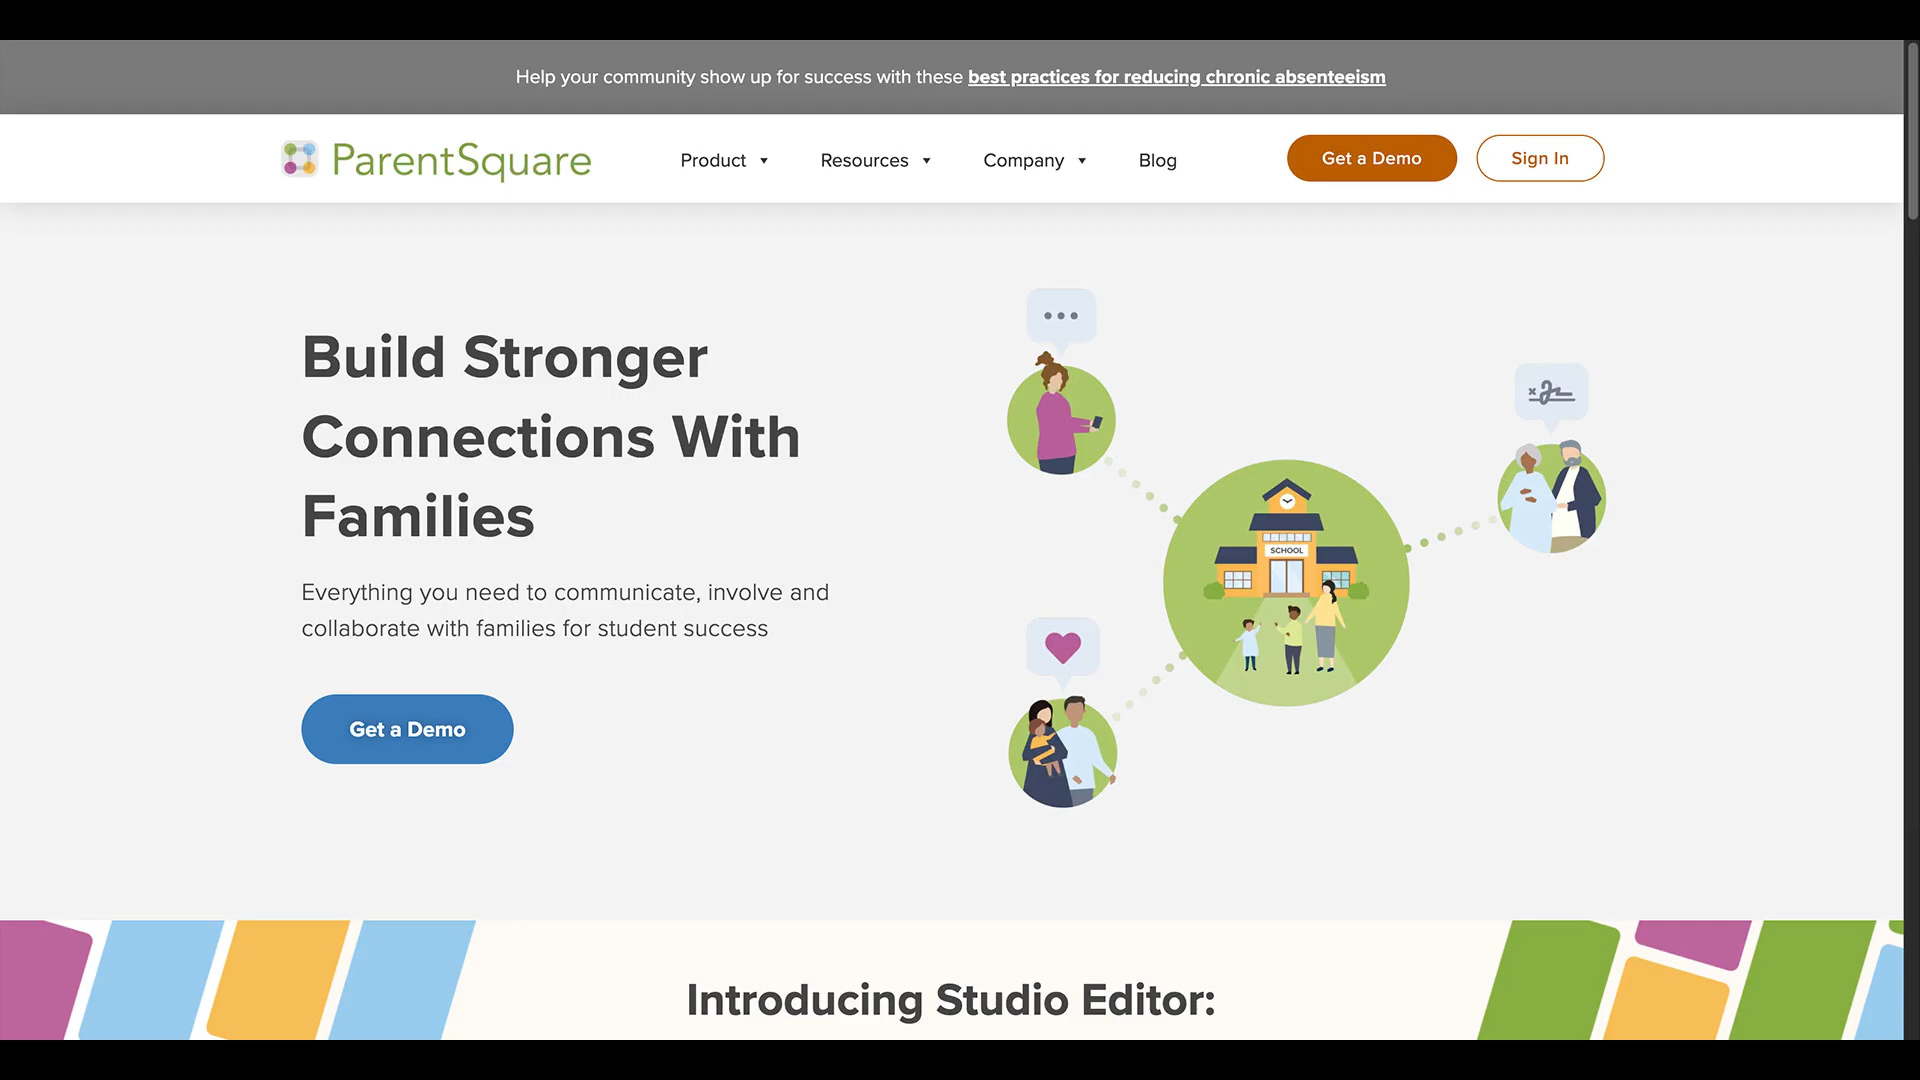 Help your community show up for success with these best practices for reducing chronic absenteeism
ParentSquare
Product
Resources
Company
Blog
Get a Demo
Sign In
Build Stronger
Connections With
Families
Everything you need to communicate, involve and
collaborate with families for student success
Get a Demo
SCHOOL
Introducing Studio Editor: